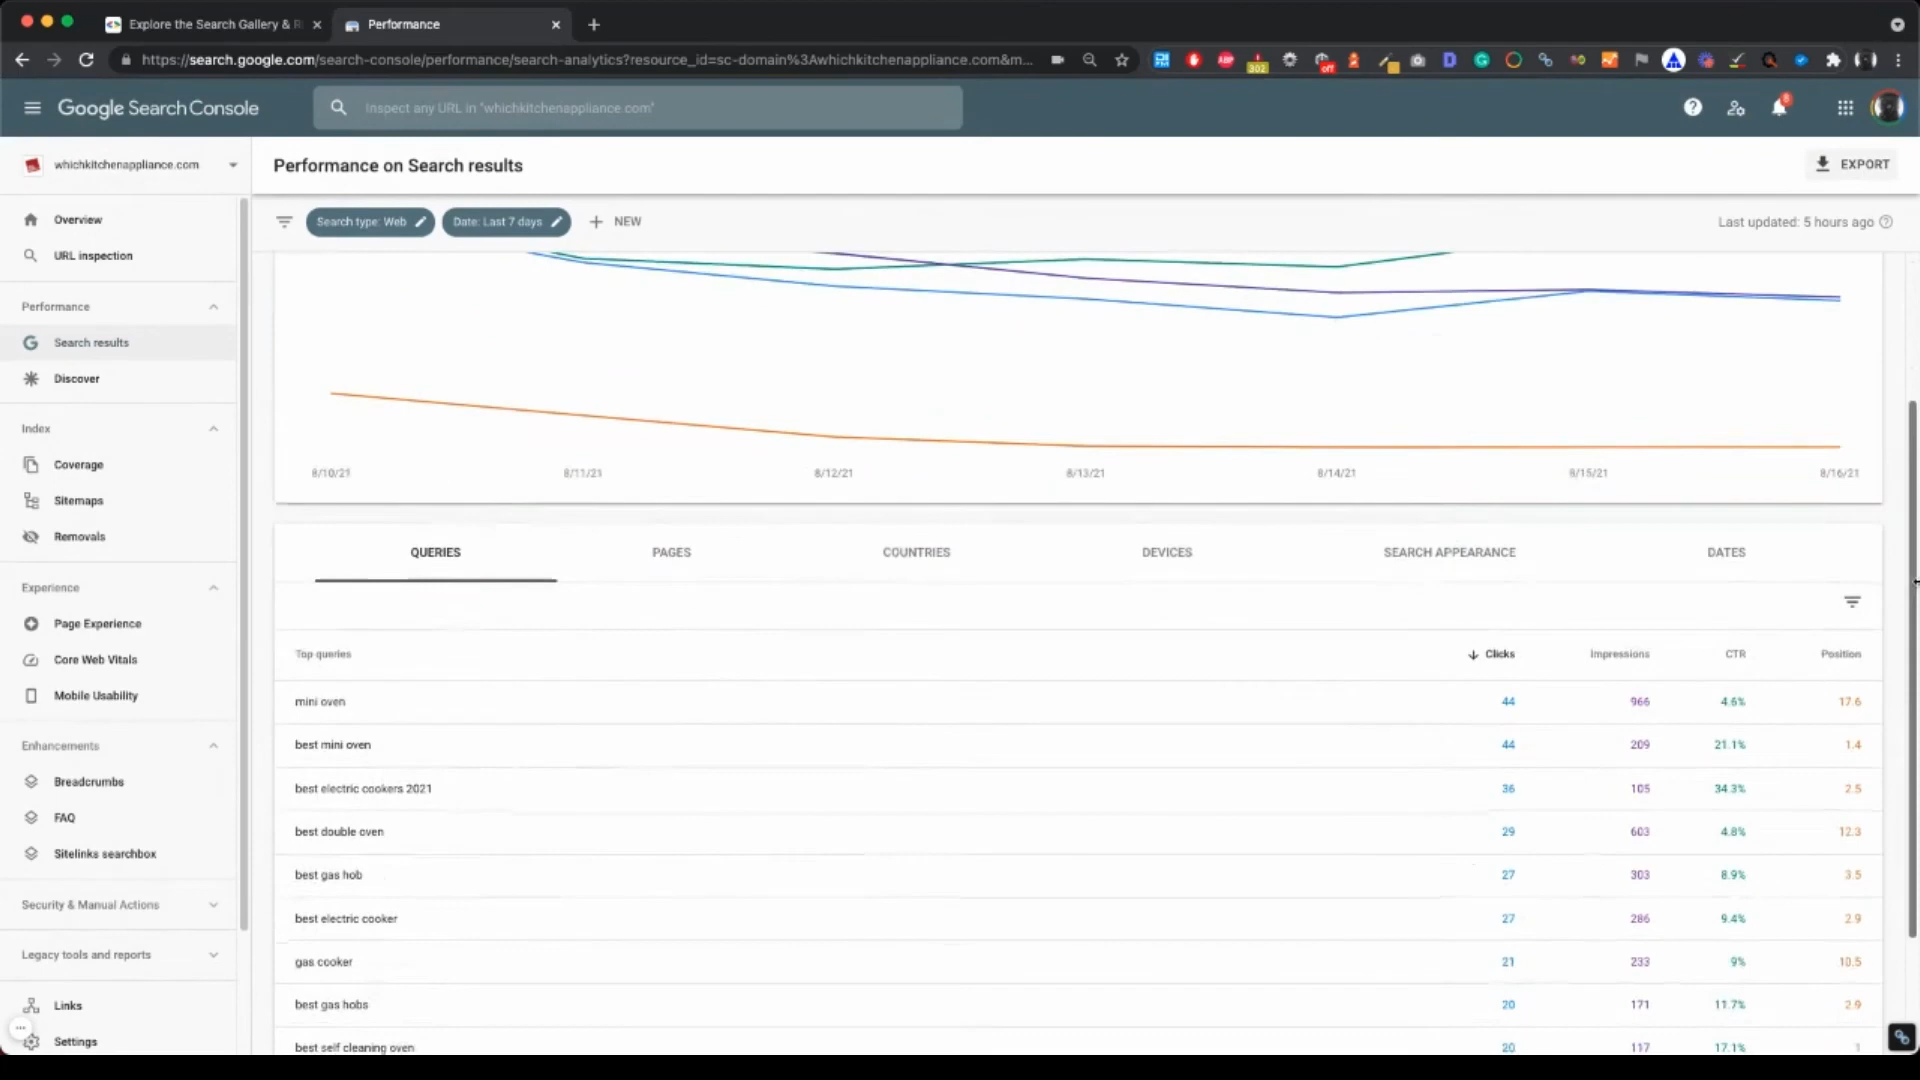 Explore the Search Gallery & R
Performance
https://search.google.com/search-console/performance/search-analytics?resource_id=sc-domain%3Awhichkitchenappliance.com&m...
ABP
302
off
D
Google Search Console
Inspect any URL in "whichkitchenappliance.com"
whichkitchenappliance.com
Performance on Search results
EXPORT
Search type: Web
Date: Last 7 days
NEW
Last updated: 5 hours ago
Overview
URL inspection
Performance
Search results
Discover
Index
Coverage
Sitemaps
Removals
Experience
Page Experience
Core Web Vitals
Mobile Usability
Enhancements
Breadcrumbs
FAQ
Sitelinks searchbox
Security & Manual Actions
Legacy tools and reports
Links
Settings
8/10/21 8/11/21 8/12/21 8/13/21 8/14/21 8/15/21 8/16/21
QUERIES PAGES COUNTRIES DEVICES SEARCH APPEARANCE DATES
Top queries Clicks Impressions CTR Position
mini oven 44 966 4.6% 17.6
best mini oven 44 209 21.1% 1.4
best electric cookers 2021 36 105 34.3% 2.5
best double oven 29 603 4.8% 12.3
best gas hob 27 303 8.9% 3.5
best electric cooker 27 286 9.4% 2.9
gas cooker 21 233 9% 10.5
best gas hobs 20 171 11.7% 2.9
best self cleaning oven 20 117 17.1% 1